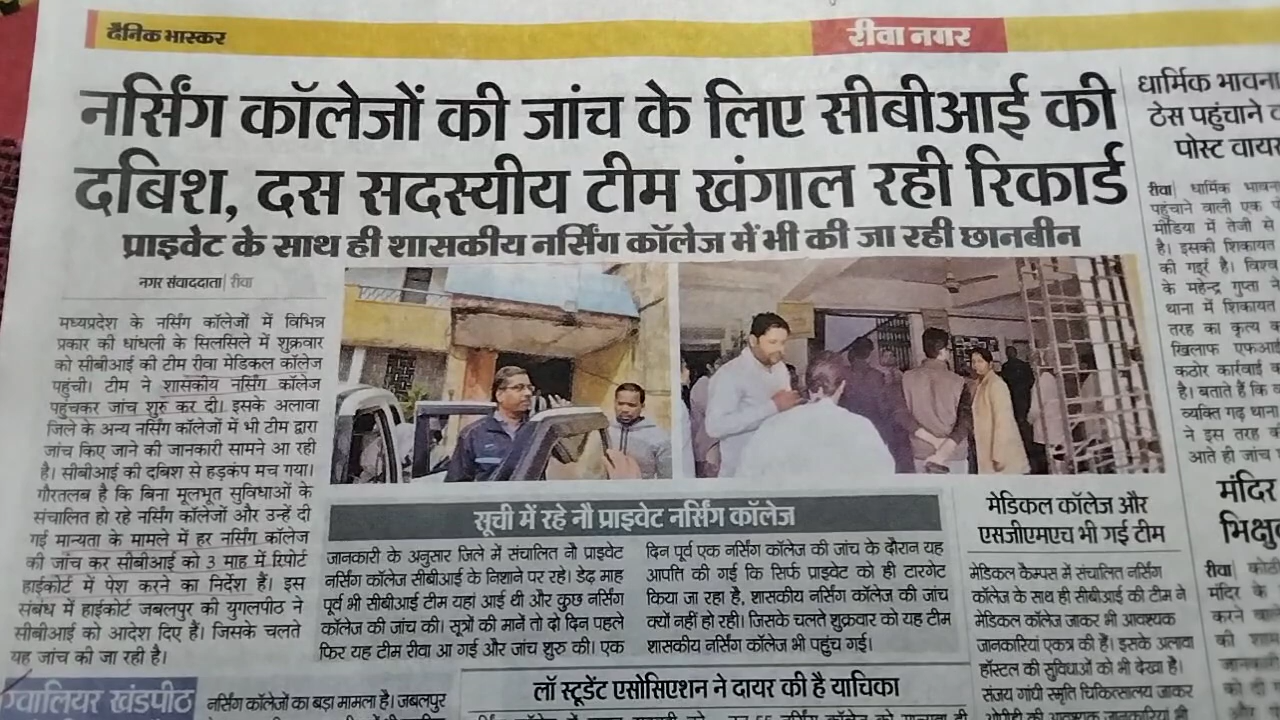 दैनिक भास्कर
रीवा नगर
नर्सिंग कॉलेजों की जांच के लिए सीबीआई की
दबिश, दस सदस्यीय टीम खंगाल रही रिकार्ड
प्राइवेट के साथ ही शासकीय नर्सिंग कॉलेज में भी की जा रही छानबीन
नगर संवाददाता| रीवा
मध्यप्रदेश के नर्सिंग कॉलेजों में विभिन्न
प्रकार की धांधली के सिलसिले में शुक्रवार
को सीबीआई की टीम रीवा मेडिकल कॉलेज
पहुंची। टीम ने शासकीय नर्सिंग कॉलेज
पहुंचकर जांच शुरु कर दी। इसके अलावा
जिले के अन्य नर्सिंग कॉलेजों में भी टीम द्वारा
जांच किए जाने की जानकारी सामने आ रही
है। सीबीआई की दबिश से हड़कंप मच गया।
गौरतलब है कि बिना मूलभूत सुविधाओं के
संचालित हो रहे नर्सिंग कॉलेजों और उन्हें दी
गई मान्यता के मामले में हर नर्सिंग कॉलेज
की जांच कर सीबीआई को 3 माह में रिपोर्ट
हाईकोर्ट में पेश करने का निर्देश हैं। इस
संबंध में हाईकोर्ट जबलपुर की युगलपीठ ने
सीबीआई को आदेश दिए हैं। जिसके चलते
यह जांच की जा रही है।
सूची में रहे नौ प्राइवेट नर्सिंग कॉलेज
जानकारी के अनुसार जिले में संचालित नौ प्राइवेट
नर्सिंग कॉलेज सीबीआई के निशाने पर रहे। डेढ़ माह
पूर्व भी सीबीआई टीम यहां आई थी और कुछ नर्सिंग
कॉलेज की जांच की। सूत्रों की मानें तो दो दिन पहले
फिर यह टीम रीवा आ गई और जांच शुरु की। एक
दिन पूर्व एक नर्सिंग कॉलेज की जांच के दौरान यह
आपति की गई कि सिर्फ प्राइवेट को ही टारगेट
किया जा रहा है, शासकीय नर्सिंग कॉलेज की जांच
क्यों नहीं हो रही। जिसके चलते शुक्रवार को यह टीम
शासकीय नर्सिंग कॉलेज भी पहुंच गई।
मेडिकल कॉलेज और
एसजीएमएच भी गई टीम
मेडिकल कैम्पस में संचालित नर्सिंग
कॉलेज के साथ ही सीबीआई की टीम ने
मेडिकल कॉलेज जाकर भी आवश्यक
जानकारियां एकत्र की हैं। इसके अलावा
हॉस्टल की सुविधाओं को भी देखा है।
संजय गांधी स्मृति चिकित्सालय जाकर
धार्मिक भावना
ठेस पहुंचाने
पोस्ट वायर
रीवा| धार्मिक भावन
पहुंचाने वाली एक
मीडिया में तेजी से
है। इसकी शिकायत
की गई है। विश्व
के महेन्द्र गुप्ता ने
थाना में शिकायत
तरह का कृत्य
खिलाफ एफआई
कठोर कार्रवाई
है। बताते हैं कि
व्यक्ति गढ़ थाना
ने इस तरह
आते ही जांच
मंदिर
भिक्षु
रीवा|
मंदिर के
करने
की
ग्वालियर खंडपीठ
नर्सिंग कॉलेजों का बड़ा मामला है। जबलपुर
लॉ स्टूडेंट एसोसिएशन ने दायर की है याचिका